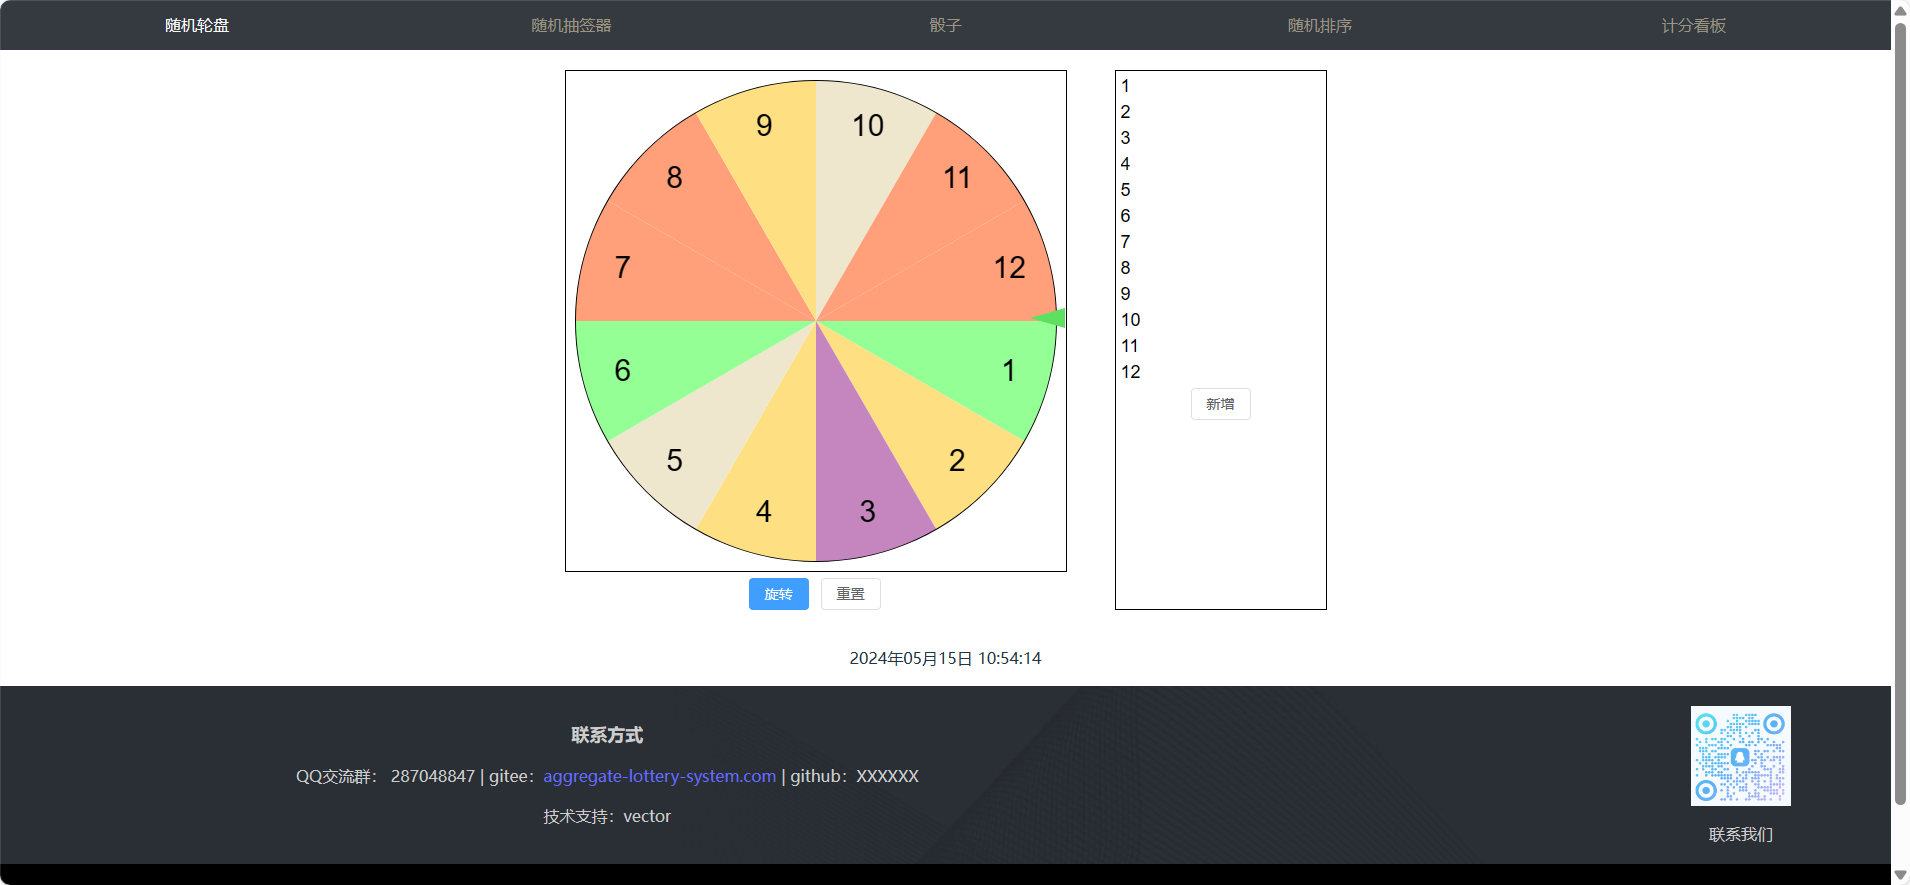 随机轮盘 随机抽签器 骰子 随机排序 计分看板
9 10
8 11
7 12
6 1
5 2
4 3
1
2
3
4
5
6
7
8
9
10
11
12
新增
旋转 重置
2024年05月15日 10:54:14
联系方式
QQ交流群： 287048847 | gitee：aggregate-lottery-system.com | github：XXXXXX
技术支持：vector
联系我们